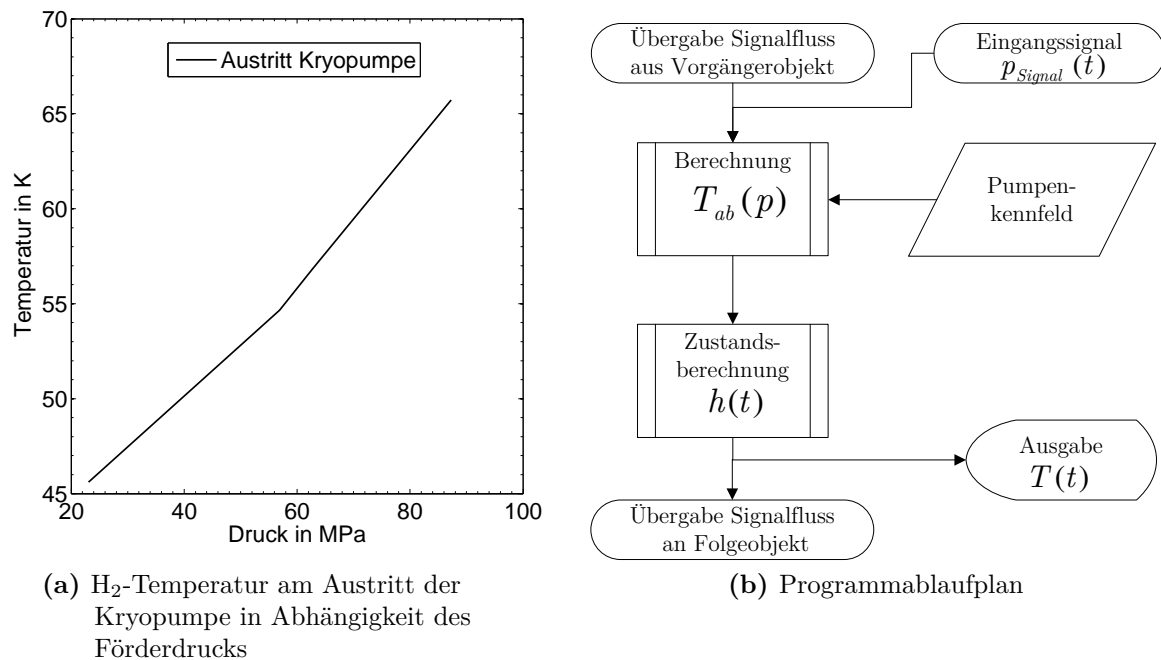 70
65
60
55
50
45
Temperatur in K
Austritt Kryopumpe
20
40
60
80
100
Druck in MPa
(a) H₂-Temperatur am Austritt der
Kryopumpe in Abhängigkeit des
Förderdrucks
Übergabe Signalfluss
aus Vorgängerobjekt
Eingangssignal
p_Signal (t)
Berechnung
T_ab (p)
Pumpen-
kennfeld
Zustands-
berechnung
h(t)
Ausgabe
T(t)
Übergabe Signalfluss
an Folgeobjekt
(b) Programmablaufplan